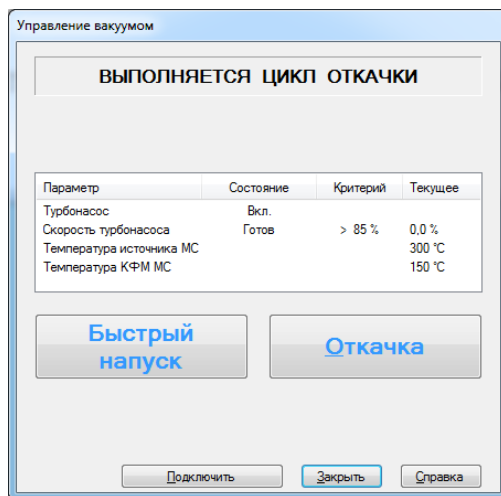 Управление вакуумом
ВЫПОЛНЯЕТСЯ ЦИКЛ ОТКАЧКИ
Параметр Состояние Критерий Текущее
Турбонасос Вкл.
Скорость турбонасоса Готов > 85 % 0,0 %
Температура источника МС 300 °C
Температура КФМ МС 150 °C
Быстрый
напуск
Откачка
Подключить Закрыть Справка